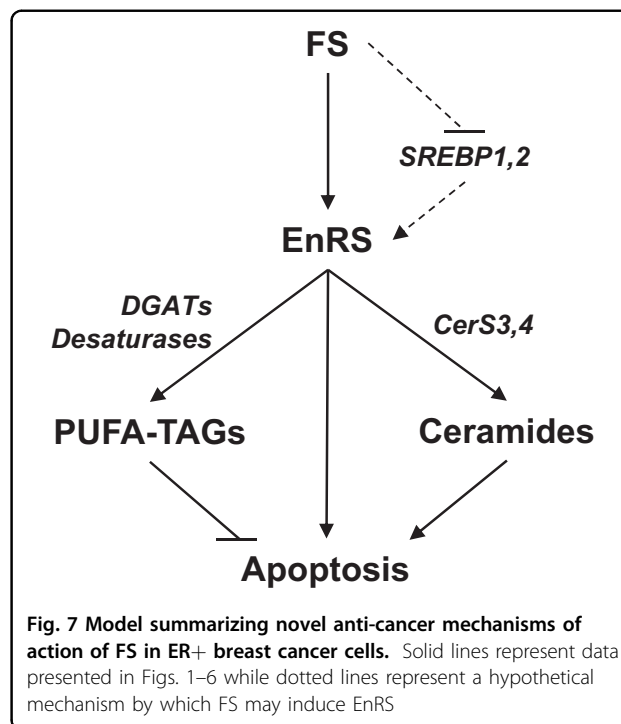 FS
SREBP1,2
EnRS
DGATs
Desaturases
CerS3,4
PUFA-TAGs
Ceramides
Apoptosis
Fig. 7 Model summarizing novel anti-cancer mechanisms of
action of FS in ER+ breast cancer cells. Solid lines represent data
presented in Figs. 1–6 while dotted lines represent a hypothetical
mechanism by which FS may induce EnRS